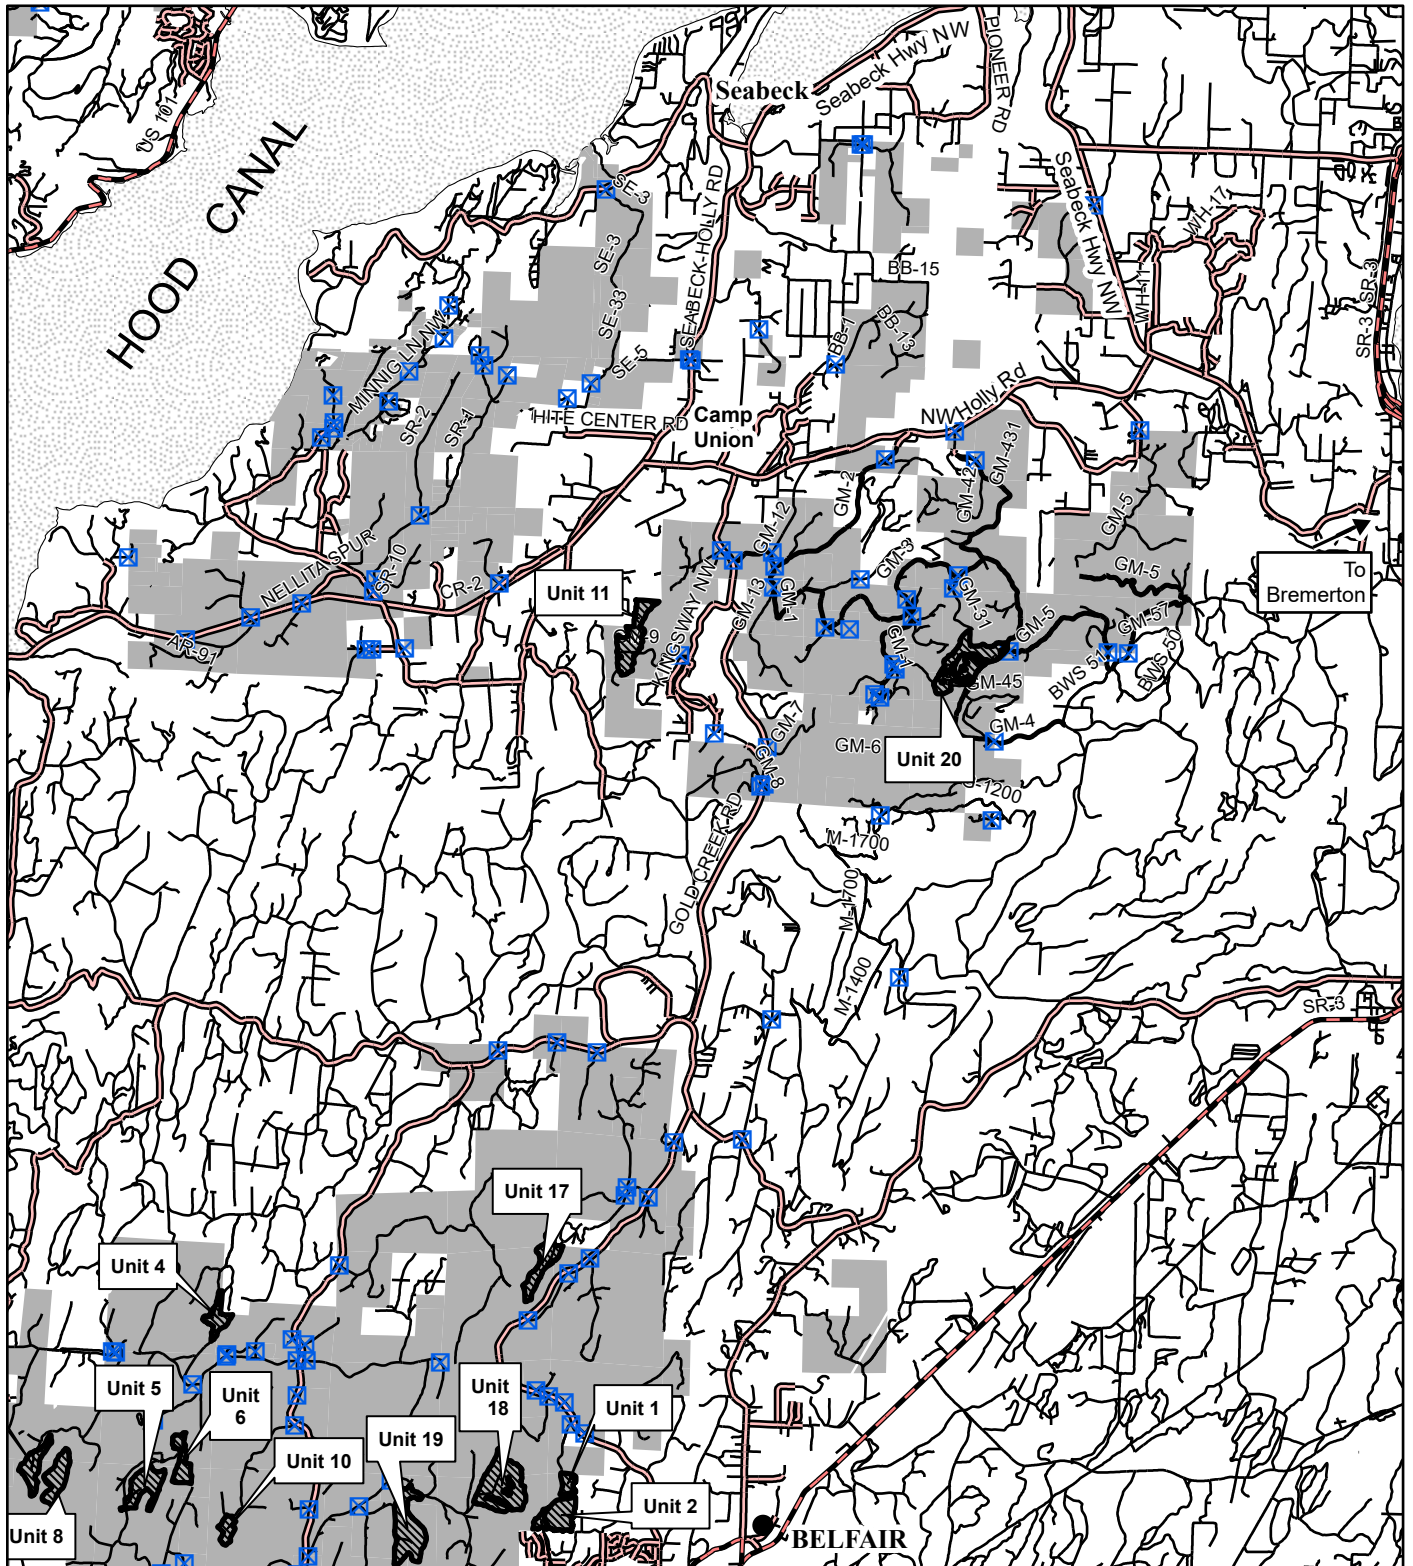 Seabeck
Seabeck Hwy NW
PIONEER RD
US 101
HOOD CANAL
SE-3
SEABECK-HOLLY RD
Seabeck Hwy NW
WH-17
WH-11
SE-3
SE-33
BB-15
BB-13
BB-1
SR-3
SR-3
MINNIG LN NW
SE-5
SR-2
SR-1
HITE CENTER RD
Camp
Union
NW Holly Rd
GM-2
GM-42
GM-431
GM-5
GM-12
GM-3
GM-5
To
Bremerton
NELLITA SPUR
SR-10
CR-2
Unit 11
9
KINGSWAY NW
GM-13
GM-7
GM-31
GM-1
GM-5
GM-57
BWS 51
BWS 50
AR-91
GM-45
GM-7
GM-6
GM-4
Unit 20
GM-8
-1200
M-1700
GOLD CREEK RD
M-1700
M-1400
SR-3
Unit 17
Unit 4
Unit 5
Unit
6
Unit
18
Unit 1
Unit 19
Unit 10
Unit 2
Unit 8
BELFAIR